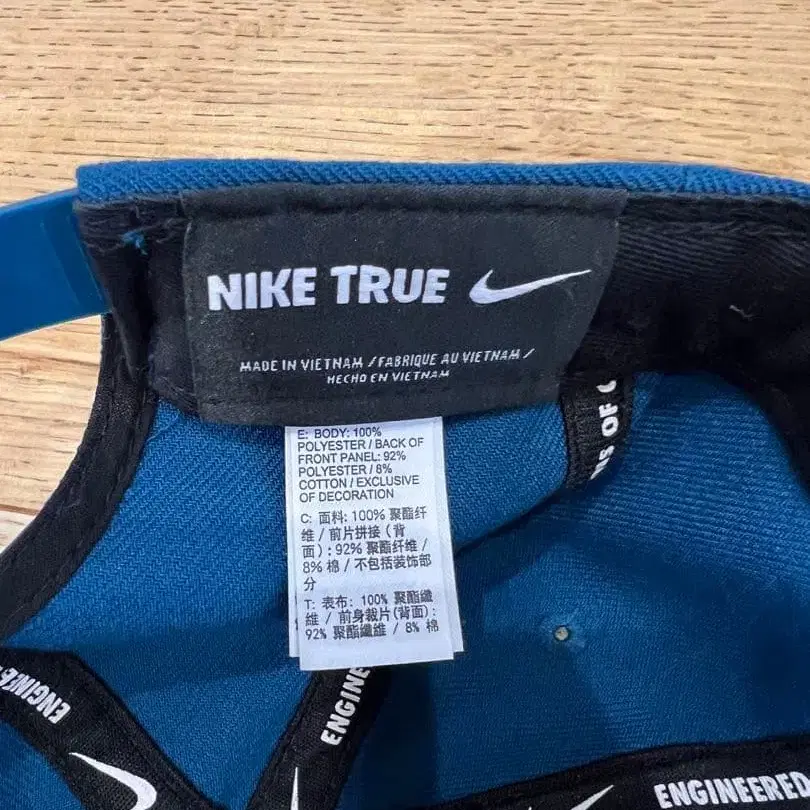 NIKE TRUE
MADE IN VIETNAM / FABRIQUE AU VIETNAM /
HECHO EN VIETNAM
E: BODY: 100%
POLYESTER / BACK OF
FRONT PANEL: 92%
POLYESTER / 8%
COTTON / EXCLUSIVE
OF DECORATION
C: 面料: 100% 聚酯纤
维 / 前片拼接 (背
面) : 92% 聚酯纤维 /
8% 棉 / 不包括装饰部
分
T: 表布: 100% 聚酯纖
維 / 前身裁片(背面):
92% 聚酯纖維 / 8% 棉
OF
ENGINEERED